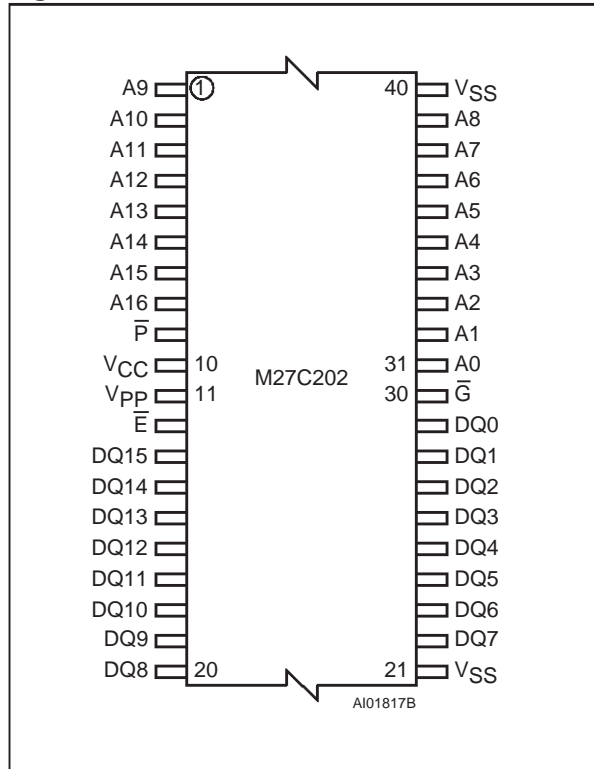 A9 1 40 VSS
A10 A8
A11 A7
A12 A6
A13 A5
A14 A4
A15 A3
A16 A2
P̅ A1
VCC 10 31 A0
M27C202
VPP 11 30 G̅
E̅ DQ0
DQ15 DQ1
DQ14 DQ2
DQ13 DQ3
DQ12 DQ4
DQ11 DQ5
DQ10 DQ6
DQ9 DQ7
DQ8 20 21 VSS
AI01817B